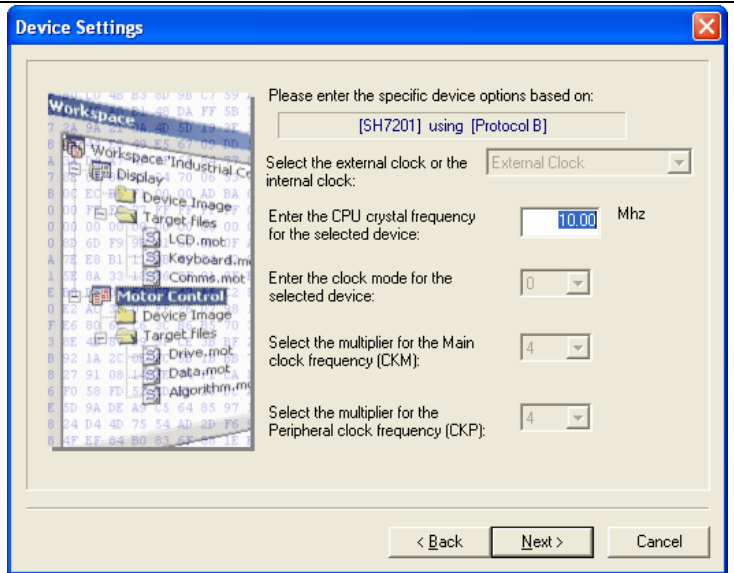 Device Settings
Please enter the specific device options based on:
[SH7201] using [Protocol B]
Select the external clock or the
internal clock:
External Clock
Enter the CPU crystal frequency
for the selected device:
10.00
Mhz
Enter the clock mode for the
selected device:
0
Select the multiplier for the Main
clock frequency (CKM):
4
Select the multiplier for the
Peripheral clock frequency (CKP):
4
Workspace
Workspace 'Industrial
Display
Device Image
Target files
LCD.mot
Keyboard.m
Comms.mot
Motor Control
Device Image
Target files
Drive.mot
Data.mot
Algorithm.mo
< Back
Next >
Cancel